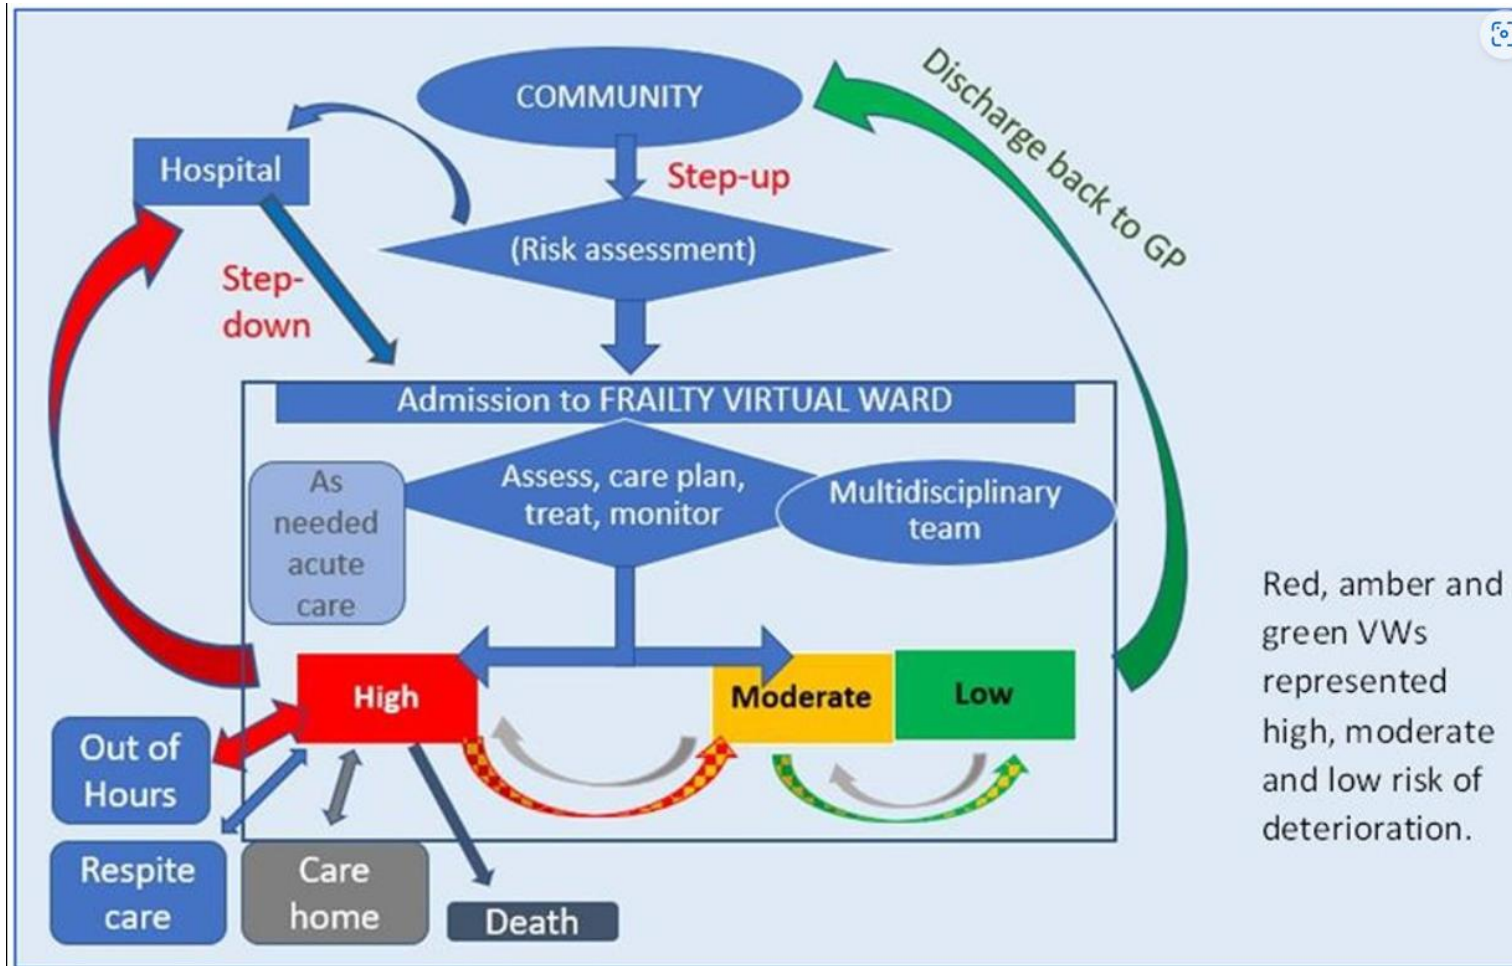 COMMUNITY
Discharge back to GP
Hospital
Step-up
(Risk assessment)
Step-
down
Admission to FRAILTY VIRTUAL WARD
As
needed
acute
care
Assess, care plan,
treat, monitor
Multidisciplinary
team
High
Moderate
Low
Out of
Hours
Respite
care
Care
home
Death
Red, amber and
green VWs
represented
high, moderate
and low risk of
deterioration.